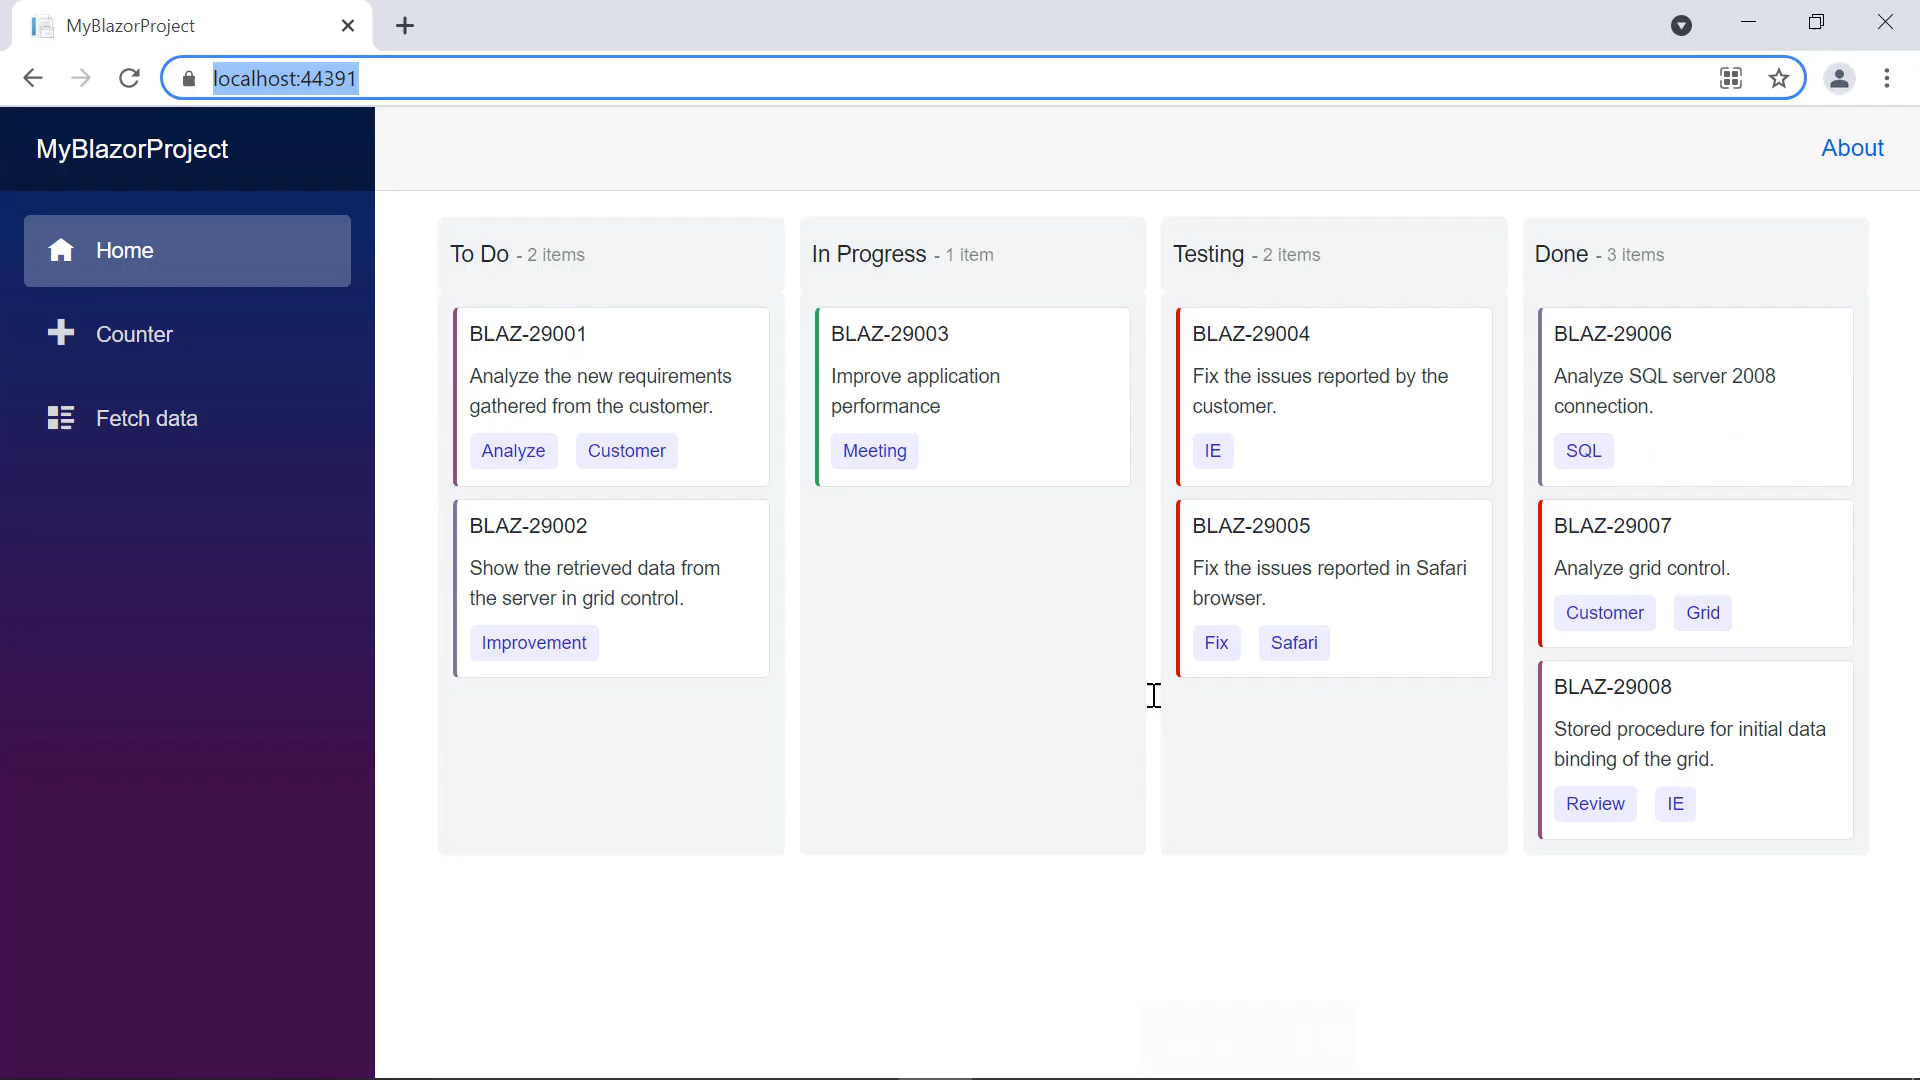 MyBlazorProject
localhost:44391
MyBlazorProject
About
Home
Counter
Fetch data
To Do - 2 items
BLAZ-29001
Analyze the new requirements
gathered from the customer.
Analyze Customer
BLAZ-29002
Show the retrieved data from
the server in grid control.
Improvement
In Progress - 1 item
BLAZ-29003
Improve application
performance
Meeting
Testing - 2 items
BLAZ-29004
Fix the issues reported by the
customer.
IE
BLAZ-29005
Fix the issues reported in Safari
browser.
Fix Safari
Done - 3 items
BLAZ-29006
Analyze SQL server 2008
connection.
SQL
BLAZ-29007
Analyze grid control.
Customer Grid
BLAZ-29008
Stored procedure for initial data
binding of the grid.
Review IE